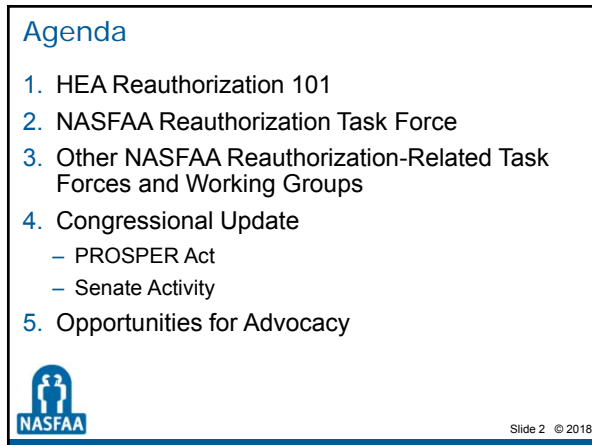 Agenda
1. HEA Reauthorization 101
2. NASFAA Reauthorization Task Force
3. Other NASFAA Reauthorization-Related Task
Forces and Working Groups
4. Congressional Update
– PROSPER Act
– Senate Activity
5. Opportunities for Advocacy
NASFAA
Slide 2 © 2018